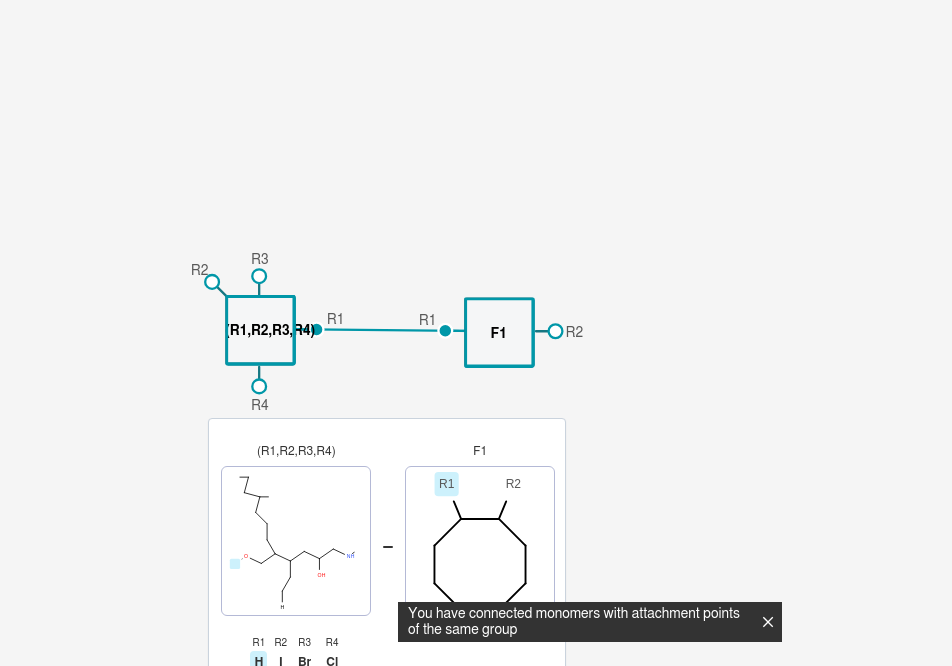 R3
R2
(R1,R2,R3,R4)
R1
R1
F1
R2
R4
(R1,R2,R3,R4)
F1
R1
R2
O
NH
OH
H
You have connected monomers with attachment points
of the same group
R1 R2 R3 R4
H I Br Cl